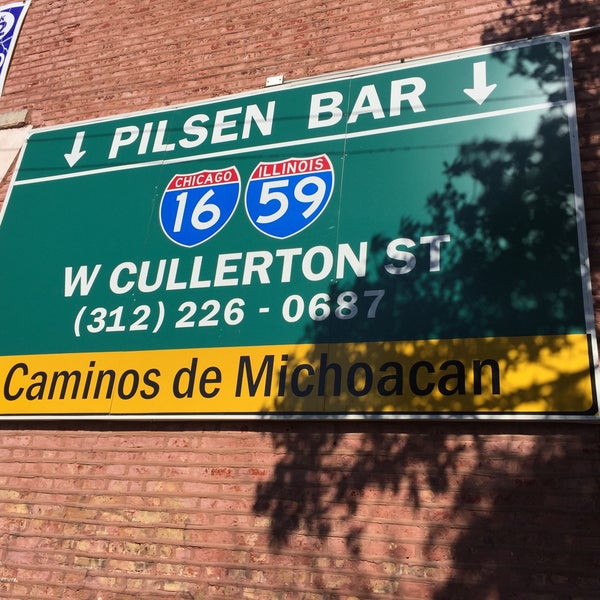 ↓ PILSEN BAR ↓
CHICAGO ILLINOIS
16 59
W CULLERTON ST
(312) 226 - 0687
Caminos de Michoacan